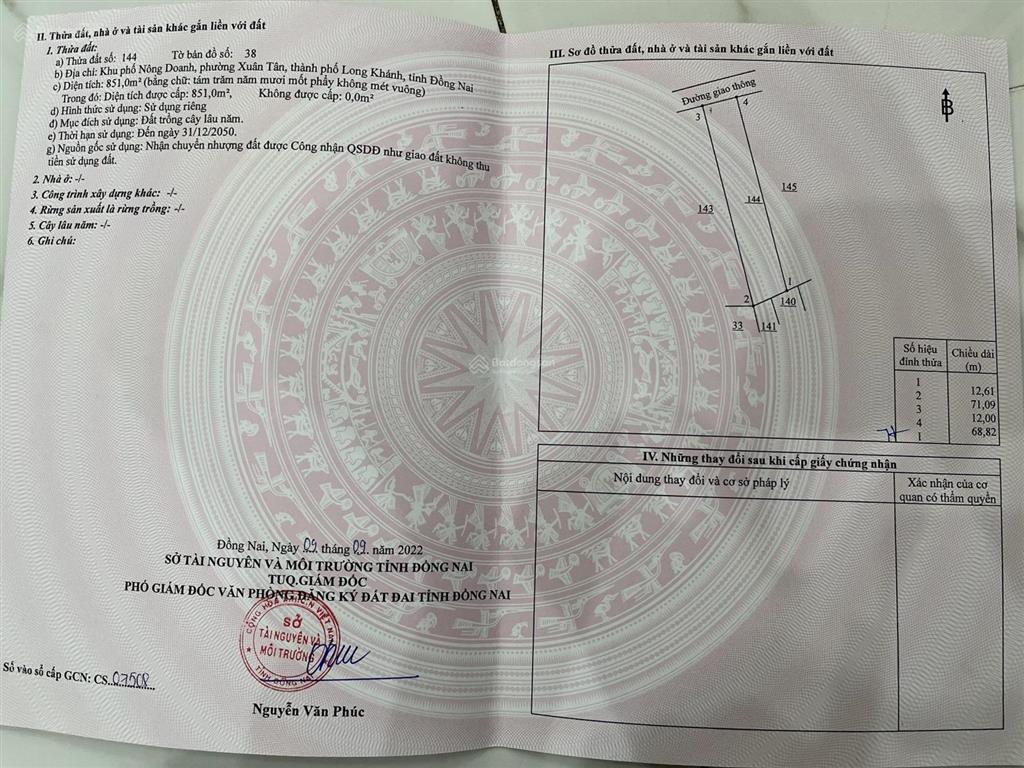 II. Thửa đất, nhà ở và tài sản khác gắn liền với đất
1. Thửa đất:
a) Thửa đất số: 144 Tờ bản đồ số: 38
b) Địa chỉ: Khu phố Nông Doanh, phường Xuân Tân, thành phố Long Khánh, tỉnh Đồng Nai
c) Diện tích: 851,0m² (bằng chữ: tám trăm năm mươi mốt phẩy không mét vuông)
Trong đó: Diện tích được cấp: 851,0m², Không được cấp: 0,0m²
d) Hình thức sử dụng: Sử dụng riêng
đ) Mục đích sử dụng: Đất trồng cây lâu năm.
e) Thời hạn sử dụng: Đến ngày 31/12/2050.
g) Nguồn gốc sử dụng: Nhận chuyển nhượng đất được Công nhận QSDĐ như giao đất không thu
tiền sử dụng đất.
2. Nhà ở: -/-
3. Công trình xây dựng khác: -/-
4. Rừng sản xuất là rừng trồng: -/-
5. Cây lâu năm: -/-
6. Ghi chú:
Đồng Nai, Ngày 09 tháng 09 năm 2022
SỞ TÀI NGUYÊN VÀ MÔI TRƯỜNG TỈNH ĐỒNG NAI
TUQ.GIÁM ĐỐC
PHÓ GIÁM ĐỐC VĂN PHÒNG ĐĂNG KÝ ĐẤT ĐAI TỈNH ĐỒNG NAI
SỞ
TÀI NGUYÊN VÀ
MÔI TRƯỜNG
TỈNH ĐỒNG NAI
Nguyễn Văn Phúc
Số vào sổ cấp GCN: CS 07508
III. Sơ đồ thửa đất, nhà ở và tài sản khác gắn liền với đất
Đường giao thông
B
3
4
145
144
143
1
2
140
33
141
Số hiệu đỉnh thửa Chiều dài (m)
1
12,61
2
71,09
3
12,00
4
68,82
1
IV. Những thay đổi sau khi cấp giấy chứng nhận
Nội dung thay đổi và cơ sở pháp lý
Xác nhận của cơ
quan có thẩm quyền
Batdongsan